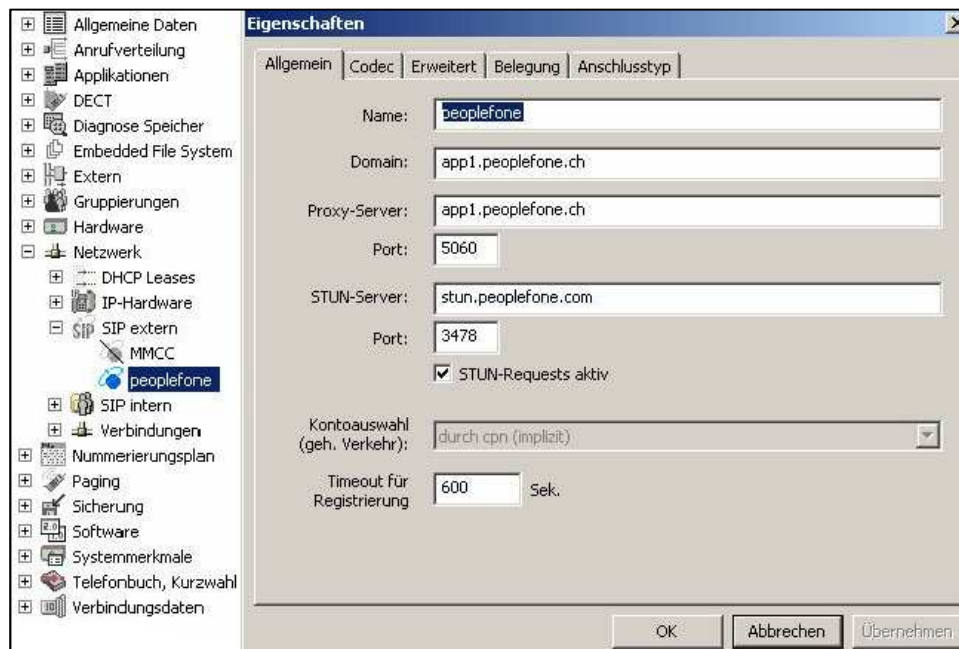 Allgemeine Daten
Anrufverteilung
Applikationen
DECT
Diagnose Speicher
Embedded File System
Extern
Gruppierungen
Hardware
Netzwerk
DHCP Leases
IP-Hardware
SIP extern
MMCC
peoplefone
SIP intern
Verbindungen
Nummerierungsplan
Paging
Sicherung
Software
Systemmerkmale
Telefonbuch, Kurzwahl
Verbindungsdaten
Eigenschaften
Allgemein Codec Erweitert Belegung Anschlusstyp
Name: peoplefone
Domain: app1.peoplefone.ch
Proxy-Server: app1.peoplefone.ch
Port: 5060
STUN-Server: stun.peoplefone.com
Port: 3478
STUN-Requests aktiv
Kontoauswahl
(geh. Verkehr): durch cpn (implizit)
Timeout für
Registrierung 600 Sek.
OK Abbrechen Übernehmen